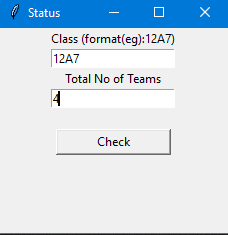 Status
Class (format(eg):12A7)
12A7
Total No of Teams
4
Check